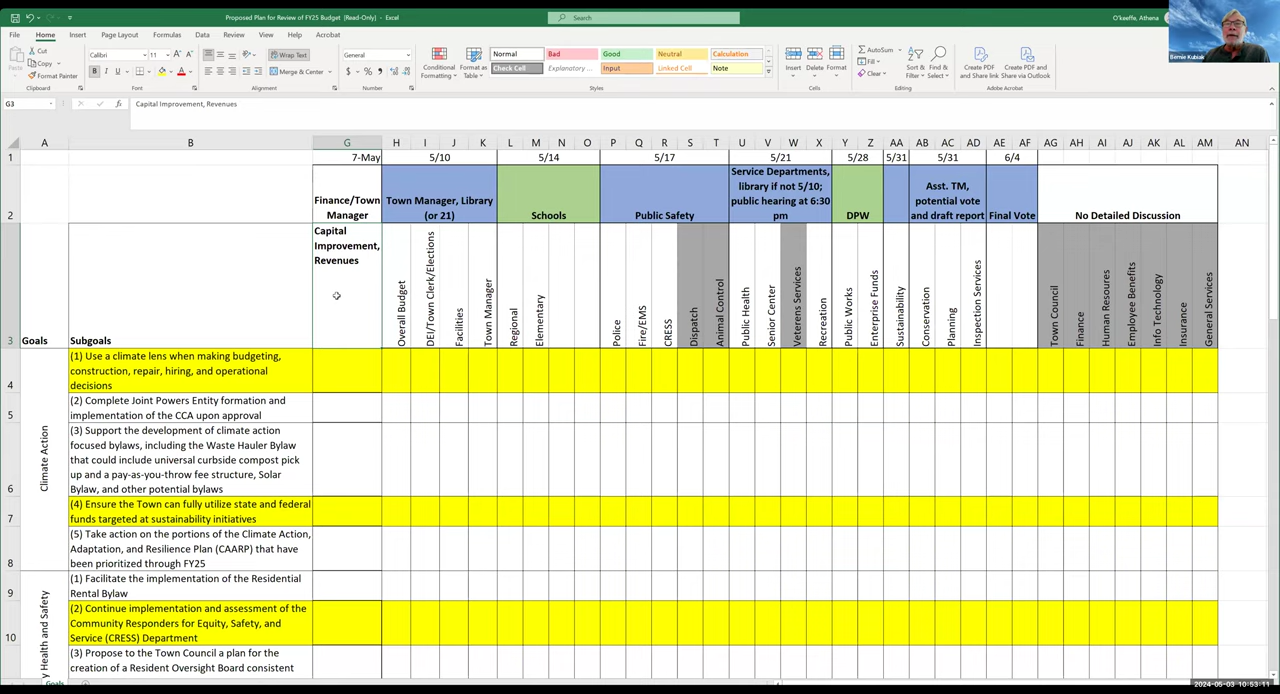 Proposed Plan for Review of FY25 Budget [Read-Only] - Excel
Search
O'keeffe, Athena
File Home Insert Page Layout Formulas Data Review View Help Acrobat
Cut
Copy
Format Painter
Paste
Clipboard
Calibri 11
B I U
Font
Wrap Text
Merge & Center
Alignment
General
$ % ,
Number
Conditional Formatting
Format as Table
Normal Bad Good Neutral Calculation
Check Cell Explanatory ... Input Linked Cell Note
Styles
Insert Delete Format
Cells
AutoSum
Fill
Clear
Sort & Filter
Find & Select
Editing
Create PDF and Share link
Create PDF and Share via Outlook
Adobe Acrobat
Bernie Kubiak
G3
fx
Capital Improvement, Revenues
A B G H I J K L M N O P Q R S T U V W X Y Z AA AB AC AD AE AF AG AH AI AJ AK AL AM AN
1 7-May 5/10 5/14 5/17 5/21 5/28 5/31 5/31 6/4
2
Finance/Town
Manager
Town Manager, Library
(or 21)
Schools
Public Safety
Service Departments,
library if not 5/10;
public hearing at 6:30
pm
DPW
Asst. TM,
potential vote
and draft report
Final Vote
No Detailed Discussion
3
Goals
Subgoals
Capital
Improvement,
Revenues
Overall Budget
DEI/Town Clerk/Elections
Facilities
Town Manager
Regional
Elementary
Police
Fire/EMS
CRESS
Dispatch
Animal Control
Public Health
Senior Center
Veterens Services
Recreation
Public Works
Enterprise Funds
Sustainability
Conservation
Planning
Inspection Services
Town Council
Finance
Human Resoures
Employee Benefits
Info Technology
Insurance
General Services
Climate Action
4
(1) Use a climate lens when making budgeting,
construction, repair, hiring, and operational
decisions
5
(2) Complete Joint Powers Entity formation and
implementation of the CCA upon approval
6
(3) Support the development of climate action
focused bylaws, including the Waste Hauler Bylaw
that could include universal curbside compost pick
up and a pay-as-you-throw fee structure, Solar
Bylaw, and other potential bylaws
7
(4) Ensure the Town can fully utilize state and federal
funds targeted at sustainability initiatives
8
(5) Take action on the portions of the Climate Action,
Adaptation, and Resilience Plan (CAARP) that have
been prioritized through FY25
y Health and Safety
9
(1) Facilitate the implementation of the Residential
Rental Bylaw
10
(2) Continue implementation and assessment of the
Community Responders for Equity, Safety, and
Service (CRESS) Department
(3) Propose to the Town Council a plan for the
creation of a Resident Oversight Board consistent
Goals
2024-05-03 10:53:11